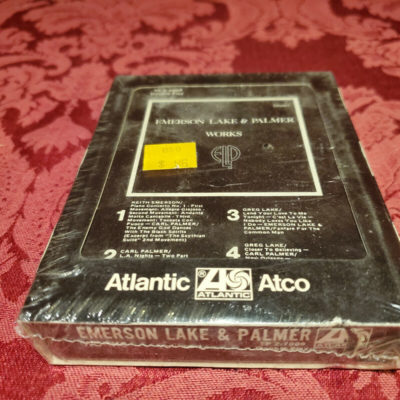 EMERSON LAKE & PALMER
WORKS
ELP
1
KEITH EMERSON/
Piano Concerto No. 1 - First
Movement: Allegro Giojoso -
Second Movement: Andante
Molto Cantabile - Third
Movement: Toccata Con
Fuoco - CARL PALMER/
The Enemy God Dances
With The Black Spirits
(Excerpt from "The Scythian
Suite" 2nd Movement)
2
CARL PALMER/
L.A. Nights - Two Part
3
GREG LAKE/
Lend Your Love To Me
Tonight - C'est La Vie -
Nobody Loves You Like
I Do - EMERSON LAKE &
PALMER/Fanfare For The
Common Man
4
GREG LAKE/
Closer To Believing -
CARL PALMER/
New Orleans -
Atlantic
ATLANTIC
Atco
EMERSON LAKE & PALMER